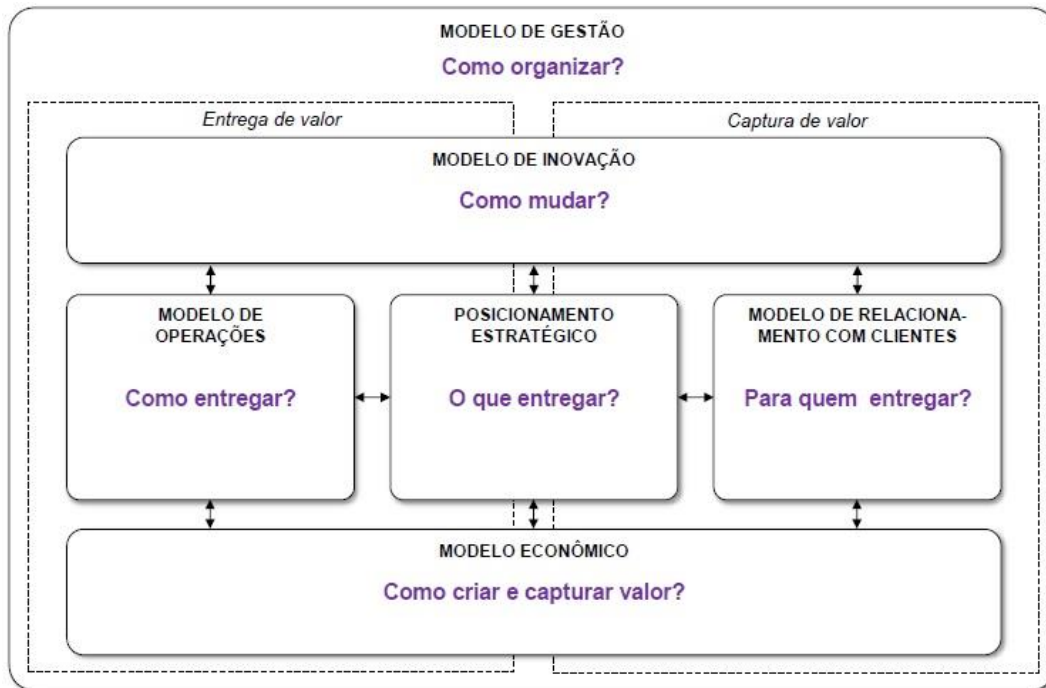 MODELO DE GESTÃO
Como organizar?
Entrega de valor
Captura de valor
MODELO DE INOVAÇÃO
Como mudar?
MODELO DE
OPERAÇÕES
Como entregar?
POSICIONAMENTO
ESTRATÉGICO
O que entregar?
MODELO DE RELACIONA-
MENTO COM CLIENTES
Para quem entregar?
MODELO ECONÔMICO
Como criar e capturar valor?